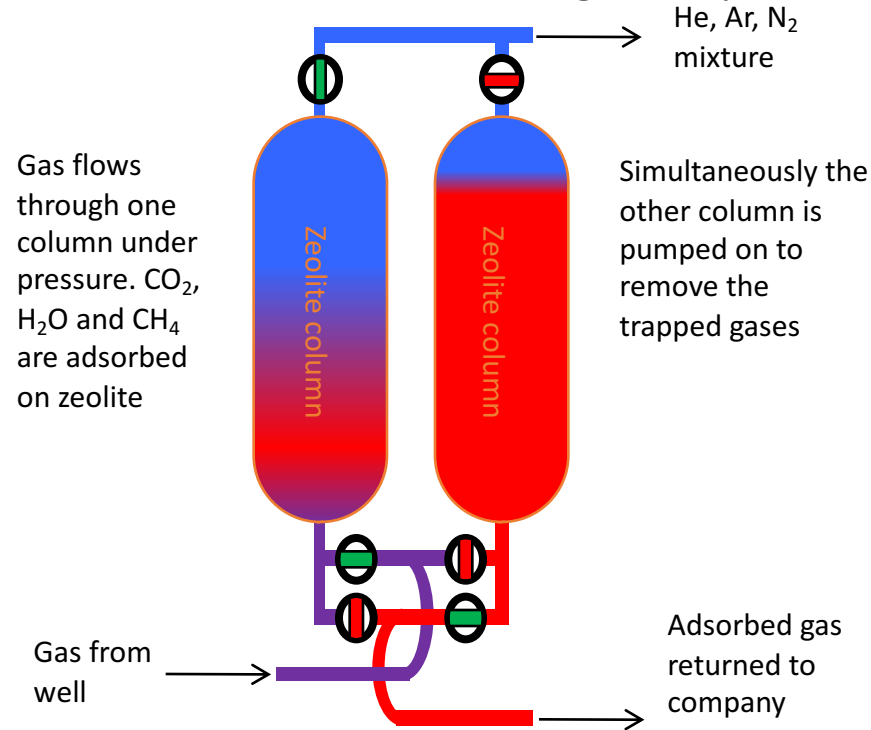 He, Ar, N₂
mixture
Gas flows
through one
column under
pressure. CO₂,
H₂O and CH₄
are adsorbed
on zeolite
Zeolite column
Zeolite column
Simultaneously the
other column is
pumped on to
remove the
trapped gases
Gas from
well
Adsorbed gas
returned to
company